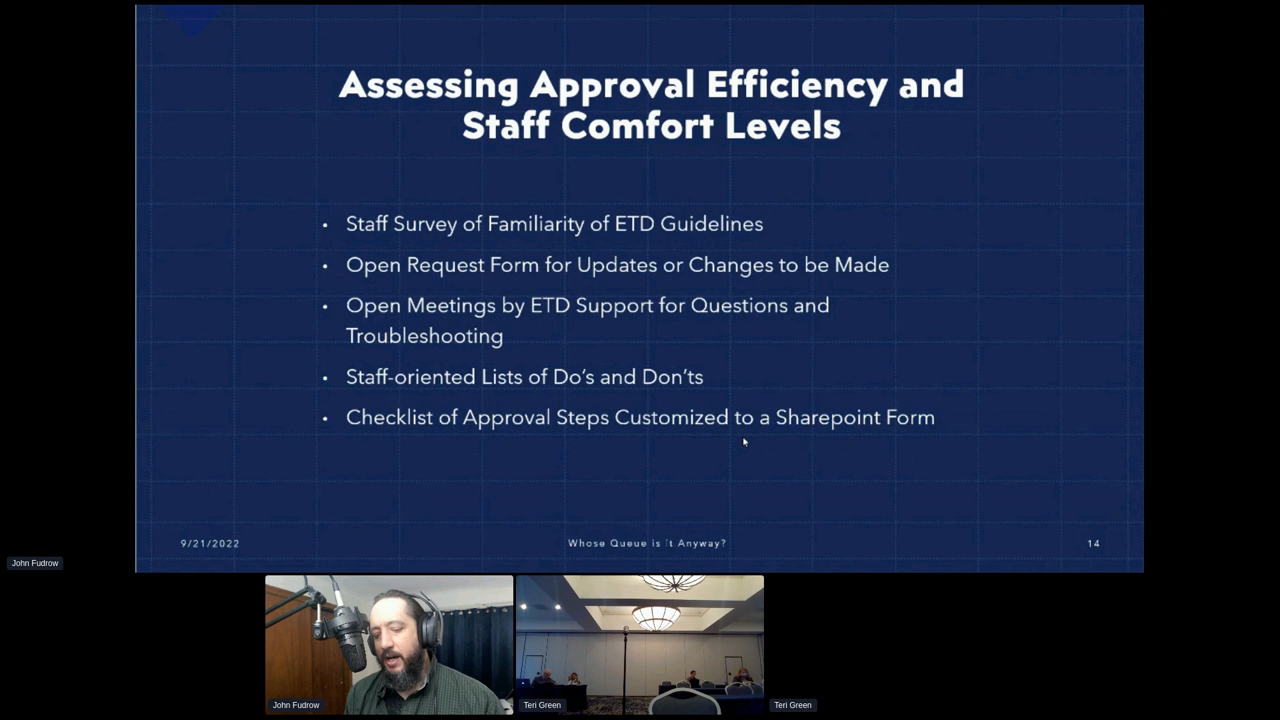 Assessing Approval Efficiency and
Staff Comfort Levels
• Staff Survey of Familiarity of ETD Guidelines
• Open Request Form for Updates or Changes to be Made
• Open Meetings by ETD Support for Questions and
Troubleshooting
• Staff-oriented Lists of Do's and Don'ts
• Checklist of Approval Steps Customized to a Sharepoint Form
9/21/2022
Whose Queue is it Anyway?
14
John Fudrow
John Fudrow
Teri Green
Teri Green